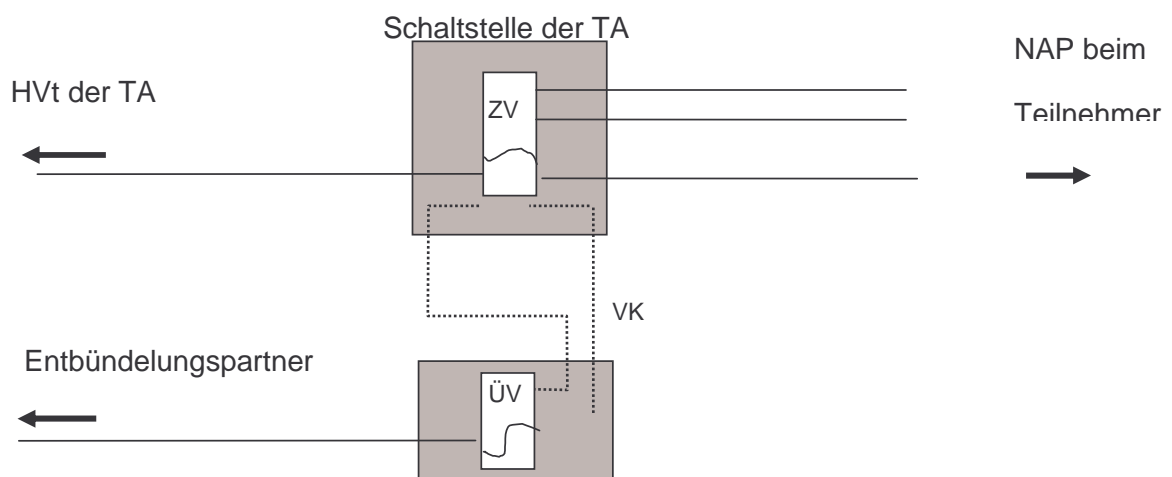 Schaltstelle der TA
NAP beim
HVt der TA
ZV
Teilnehmer
VK
Entbündelungspartner
ÜV